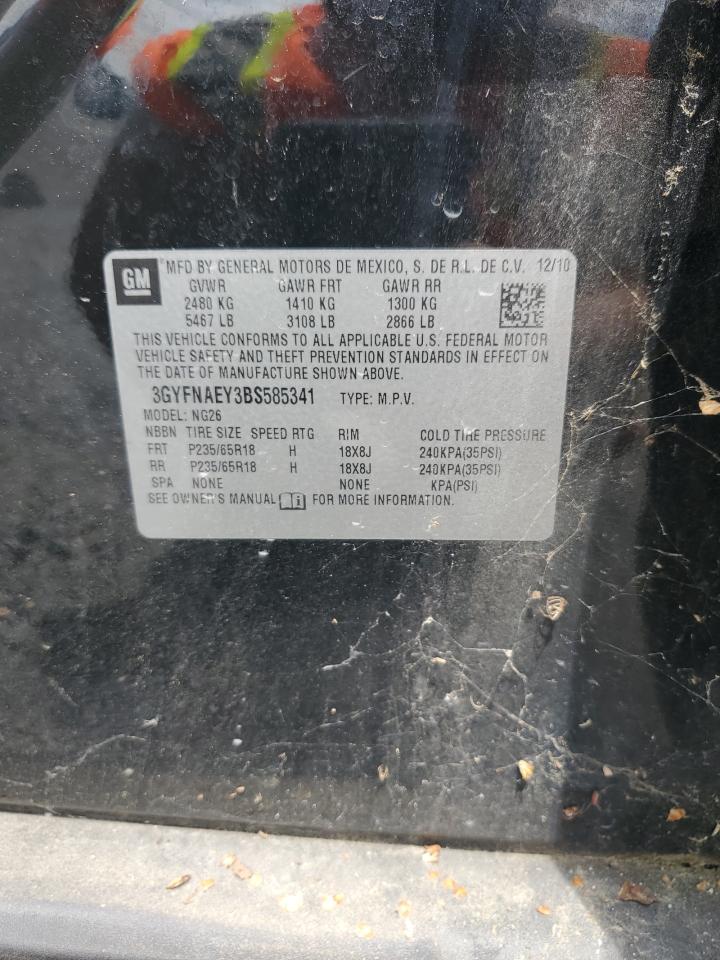 GM MFD BY GENERAL MOTORS DE MEXICO, S. DE R.L. DE C.V. 12/10
GVWR GAWR FRT GAWR RR
2480 KG 1410 KG 1300 KG
5467 LB 3108 LB 2866 LB
THIS VEHICLE CONFORMS TO ALL APPLICABLE U.S. FEDERAL MOTOR
VEHICLE SAFETY AND THEFT PREVENTION STANDARDS IN EFFECT ON
THE DATE OF MANUFACTURE SHOWN ABOVE.
3GYFNAEY3BS585341 TYPE: M.P.V.
MODEL: NG26
NBBN TIRE SIZE SPEED RTG RIM COLD TIRE PRESSURE
FRT P235/65R18 H 18X8J 240KPA(35PSI)
RR P235/65R18 H 18X8J 240KPA(35PSI)
SPA NONE NONE KPA(PSI)
SEE OWNER'S MANUAL i FOR MORE INFORMATION.